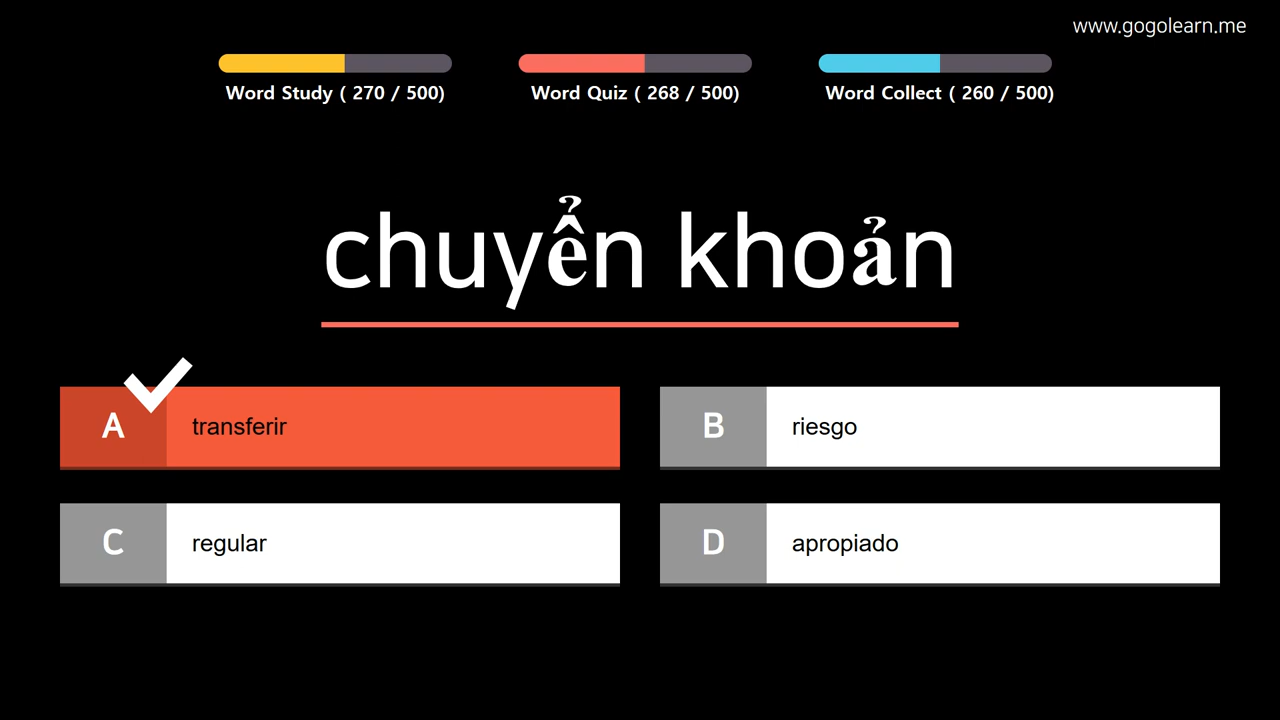 www.gogolearn.me
Word Study ( 270 / 500)
Word Quiz ( 268 / 500)
Word Collect ( 260 / 500)
chuyển khoản
A transferir
B riesgo
C regular
D apropiado